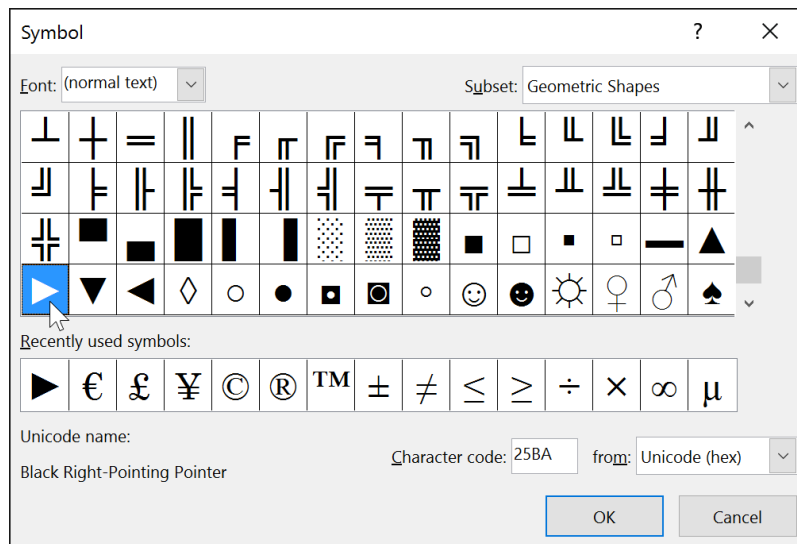 Symbol ? ×
Font: (normal text) Subset: Geometric Shapes
┴ ┼ ═ ║ ╒ ╓ ╔ ╕ ╖ ╗ ╘ ╙ ╚ ╛ ╜
╝ ╞ ╟ ╠ ╡ ╢ ╣ ╤ ╥ ╦ ╧ ╨ ╩ ╪ ╫
╬ ▀ ▄ █ ▌ ▐ ░ ▒ ▓ ■ □ ▪ ▫ ▬ ▲
► ▼ ◄ ◊ ○ ● ◘ ◙ ◦ ☺ ☻ ☼ ♀ ♂ ♠
Recently used symbols:
► € £ ¥ © ® ™ ± ≠ ≤ ≥ ÷ × ∞ µ
Unicode name:
Black Right-Pointing Pointer
Character code: 25BA from: Unicode (hex)
OK Cancel